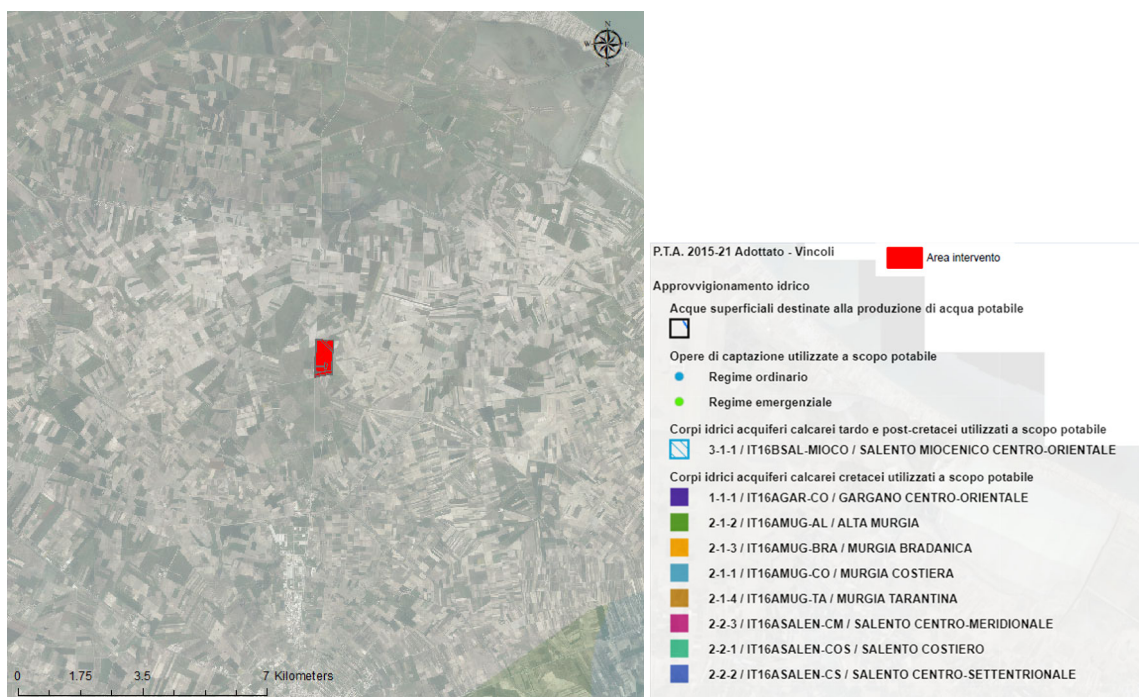 N
W E
S
0 1.75 3.5 7 Kilometers
P.T.A. 2015-21 Adottato - Vincoli
Area intervento
Approvvigionamento idrico
Acque superficiali destinate alla produzione di acqua potabile
Opere di captazione utilizzate a scopo potabile
Regime ordinario
Regime emergenziale
Corpi idrici acquiferi calcarei tardo e post-cretacei utilizzati a scopo potabile
3-1-1 / IT16BSAL-MIOCO / SALENTO MIOCENICO CENTRO-ORIENTALE
Corpi idrici acquiferi calcarei cretacei utilizzati a scopo potabile
1-1-1 / IT16AGAR-CO / GARGANO CENTRO-ORIENTALE
2-1-2 / IT16AMUG-AL / ALTA MURGIA
2-1-3 / IT16AMUG-BRA / MURGIA BRADANICA
2-1-1 / IT16AMUG-CO / MURGIA COSTIERA
2-1-4 / IT16AMUG-TA / MURGIA TARANTINA
2-2-3 / IT16ASALEN-CM / SALENTO CENTRO-MERIDIONALE
2-2-1 / IT16ASALEN-COS / SALENTO COSTIERO
2-2-2 / IT16ASALEN-CS / SALENTO CENTRO-SETTENTRIONALE